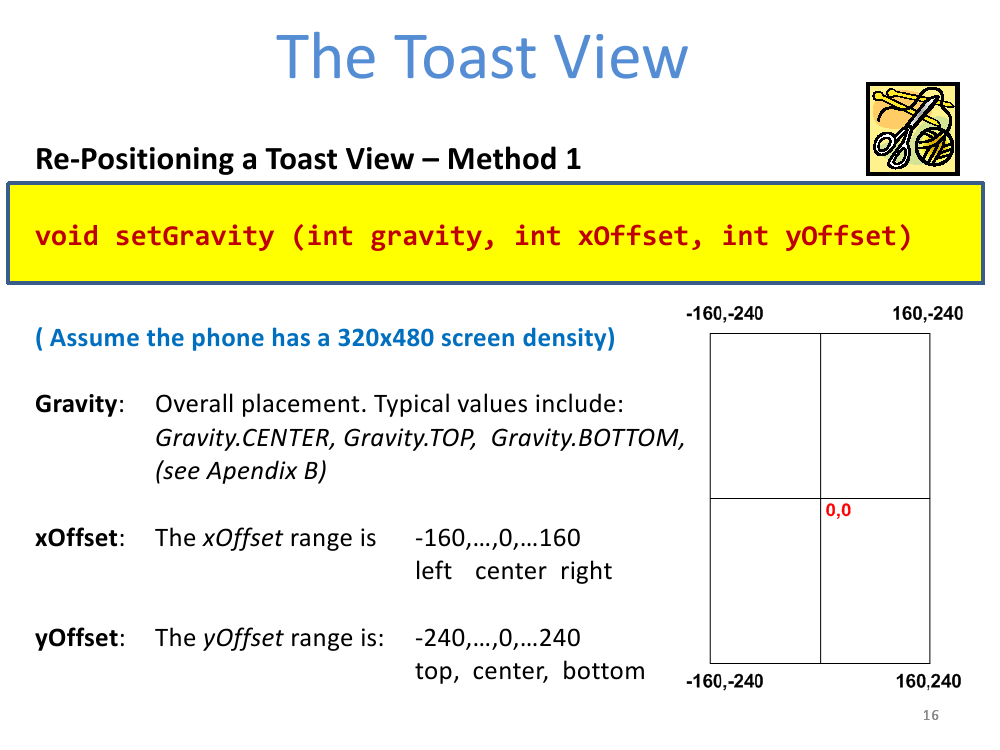 The Toast View
Re-Positioning a Toast View – Method 1
void setGravity (int gravity, int xOffset, int yOffset)
( Assume the phone has a 320x480 screen density)
Gravity: Overall placement. Typical values include:
Gravity.CENTER, Gravity.TOP, Gravity.BOTTOM,
(see Apendix B)
xOffset: The xOffset range is -160,…,0,…160
left center right
yOffset: The yOffset range is: -240,…,0,…240
top, center, bottom
-160,-240 160,-240
0,0
-160,-240 160,240
16